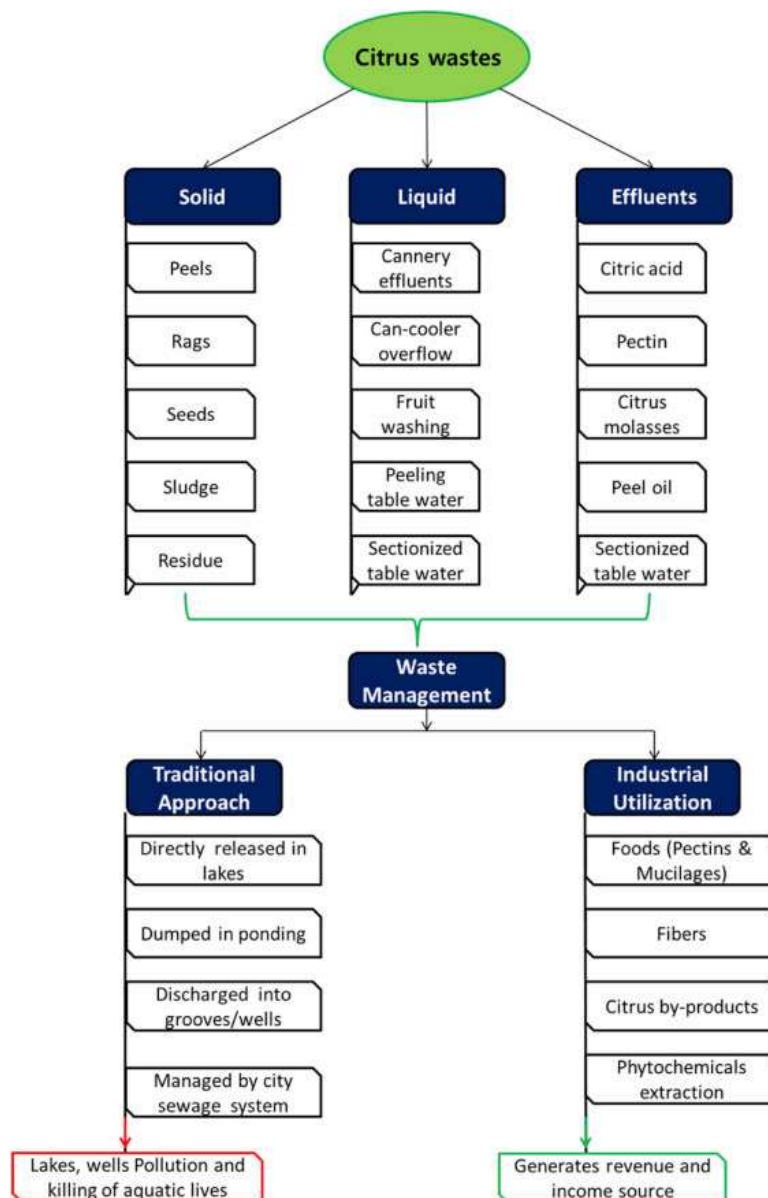 Citrus wastes
Solid
Peels
Rags
Seeds
Sludge
Residue
Liquid
Cannery
effluents
Can-cooler
overflow
Fruit
washing
Peeling
table water
Sectionized
table water
Effluents
Citric acid
Pectin
Citrus
molasses
Peel oil
Sectionized
table water
Waste
Management
Traditional
Approach
Directly released in
lakes
Dumped in ponding
Discharged into
grooves/wells
Managed by city
sewage system
Lakes, wells Pollution and
killing of aquatic lives
Industrial
Utilization
Foods (Pectins &
Mucilages)
Fibers
Citrus by-products
Phytochemicals
extraction
Generates revenue and
income source